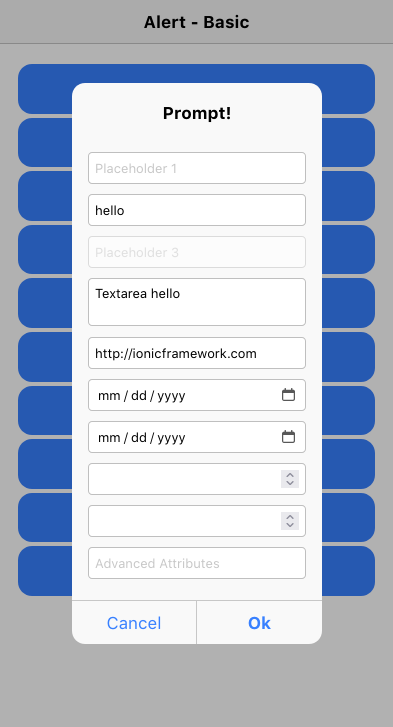 Alert - Basic
Prompt!
Placeholder 1
hello
Placeholder 3
Textarea hello
http://ionicframework.com
mm / dd / yyyy
mm / dd / yyyy
Advanced Attributes
Cancel Ok